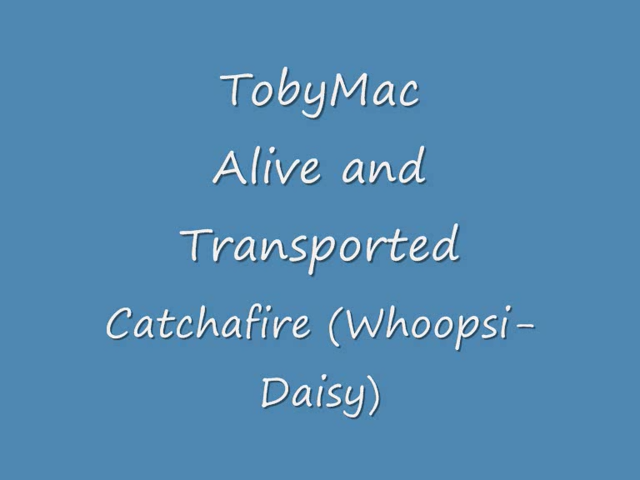 TobyMac
Alive and
Transported
Catchafire (Whoopsi-
Daisy)